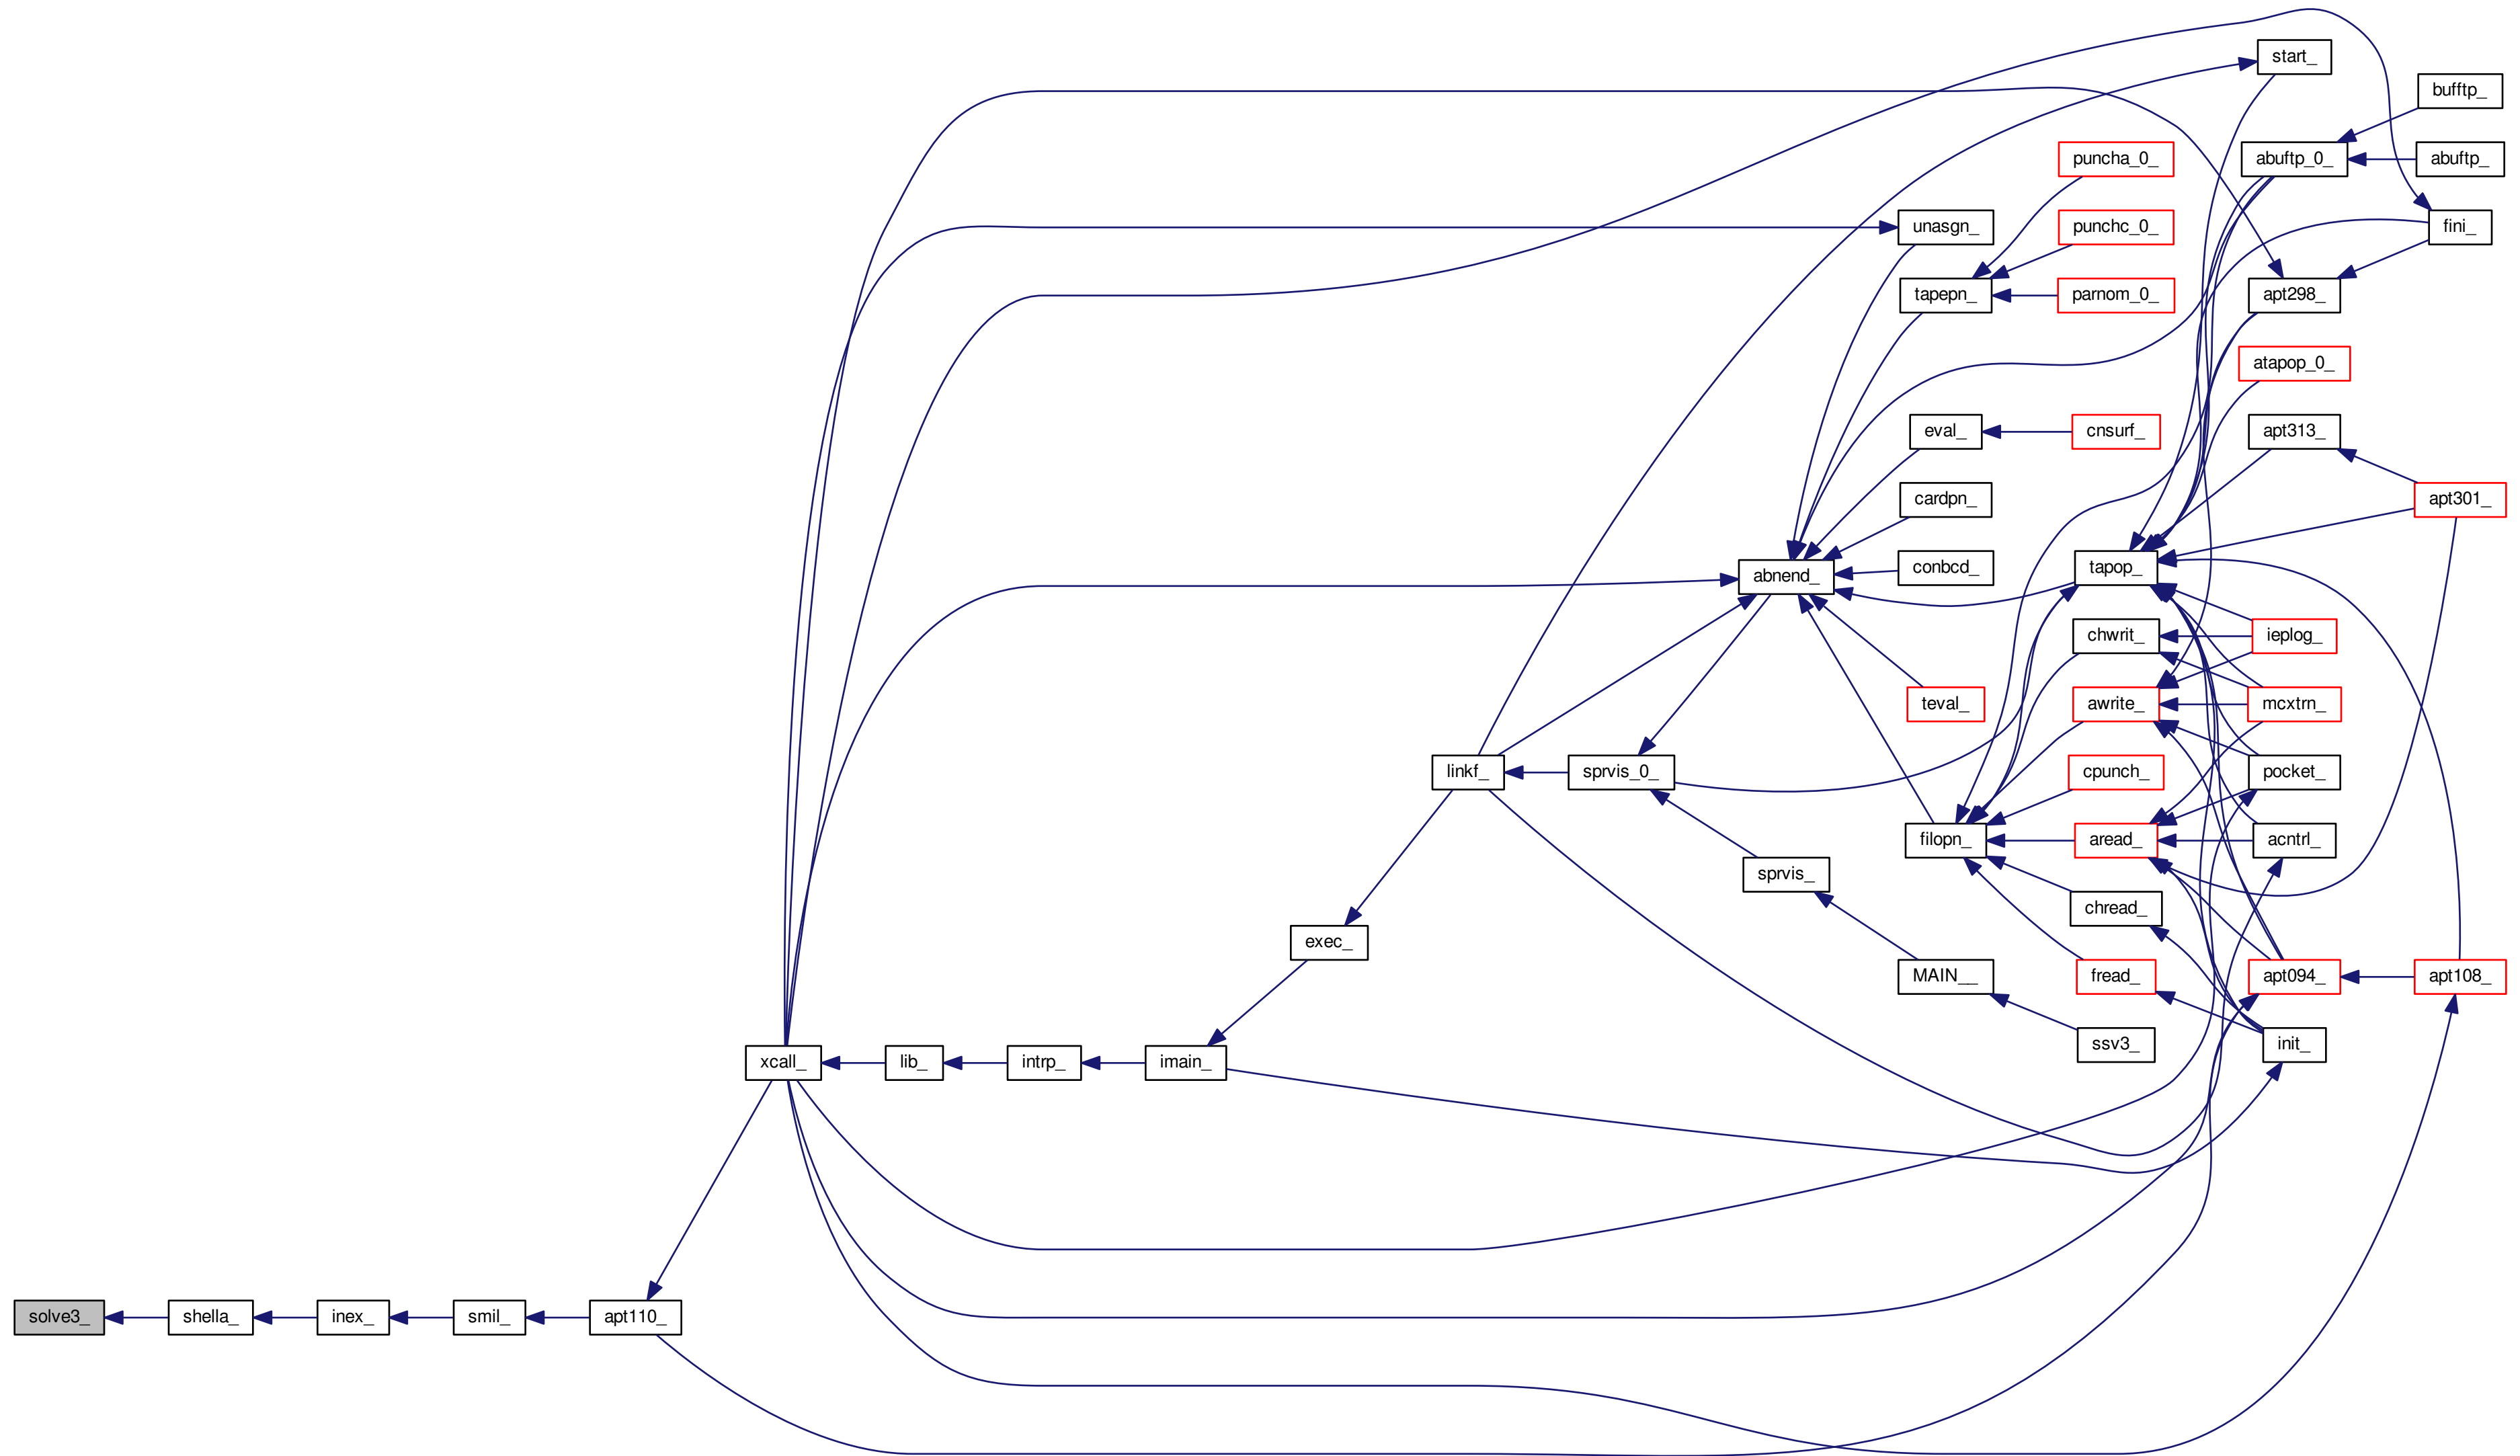 start_
bufftp_
abuftp_0_
abuftp_
puncha_0_
unasgn_
punchc_0_
fini_
tapepn_
parnom_0_
apt298_
atapop_0_
eval_
cnsurf_
apt313_
cardpn_
apt301_
abnend_
conbcd_
tapop_
chwrit_
ieplog_
teval_
awrite_
mcxtrn_
linkf_
sprvis_0_
cpunch_
pocket_
filopn_
aread_
acntrl_
sprvis_
chread_
exec_
MAIN__
fread_
apt094_
apt108_
ssv3_
init_
xcall_
lib_
intrp_
imain_
solve3_
shella_
inex_
smil_
apt110_